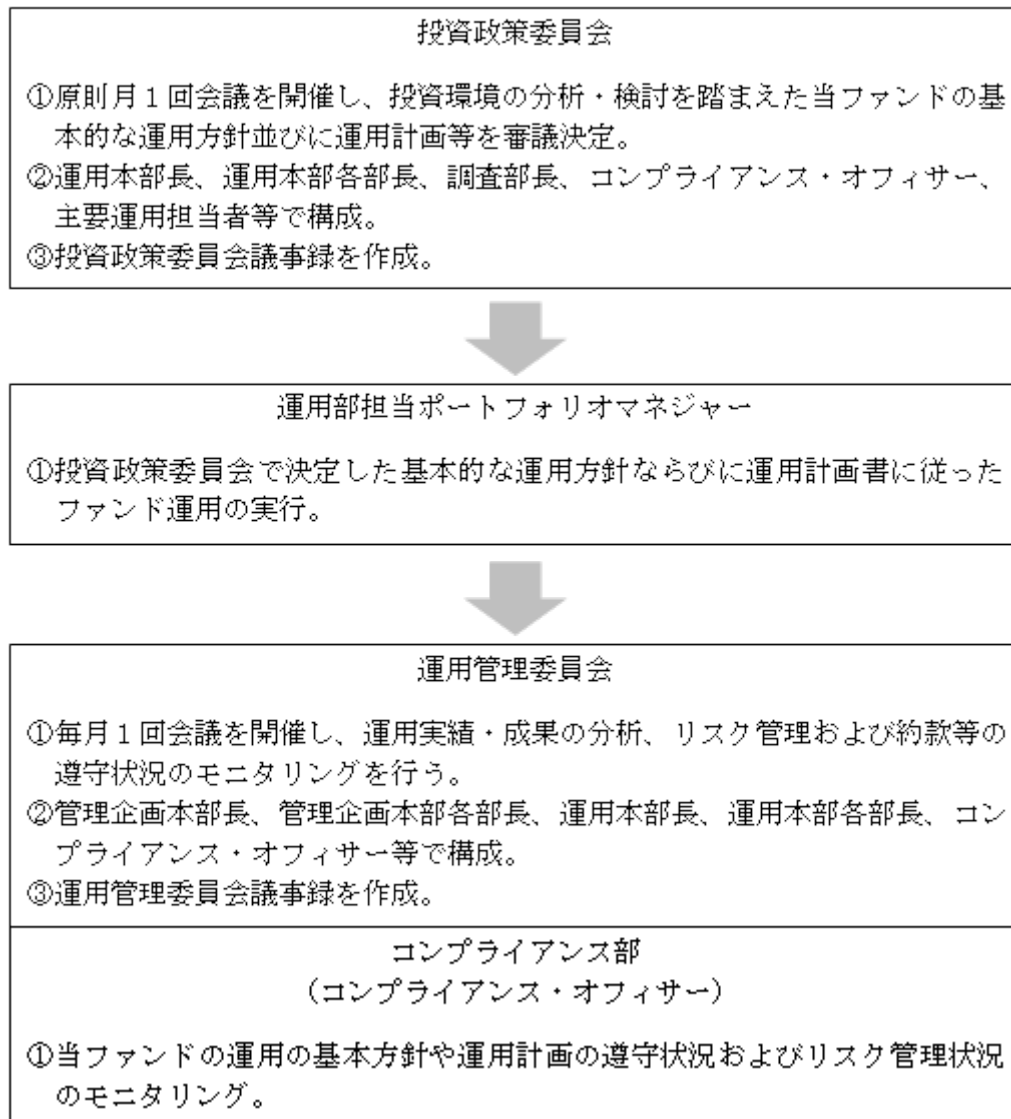 投資政策委員会
①原則月１回会議を開催し、投資環境の分析・検討を踏まえた当ファンドの基
本的な運用方針並びに運用計画等を審議決定。
②運用本部長、運用本部各部長、調査部長、コンプライアンス・オフィサー、
主要運用担当者等で構成。
③投資政策委員会議事録を作成。
運用部担当ポートフォリオマネジャー
①投資政策委員会で決定した基本的な運用方針ならびに運用計画書に従った
ファンド運用の実行。
運用管理委員会
①毎月１回会議を開催し、運用実績・成果の分析、リスク管理および約款等の
遵守状況のモニタリングを行う。
②管理企画本部長、管理企画本部各部長、運用本部長、運用本部各部長、コン
プライアンス・オフィサー等で構成。
③運用管理委員会議事録を作成。
コンプライアンス部
（コンプライアンス・オフィサー）
①当ファンドの運用の基本方針や運用計画の遵守状況およびリスク管理状況
のモニタリング。